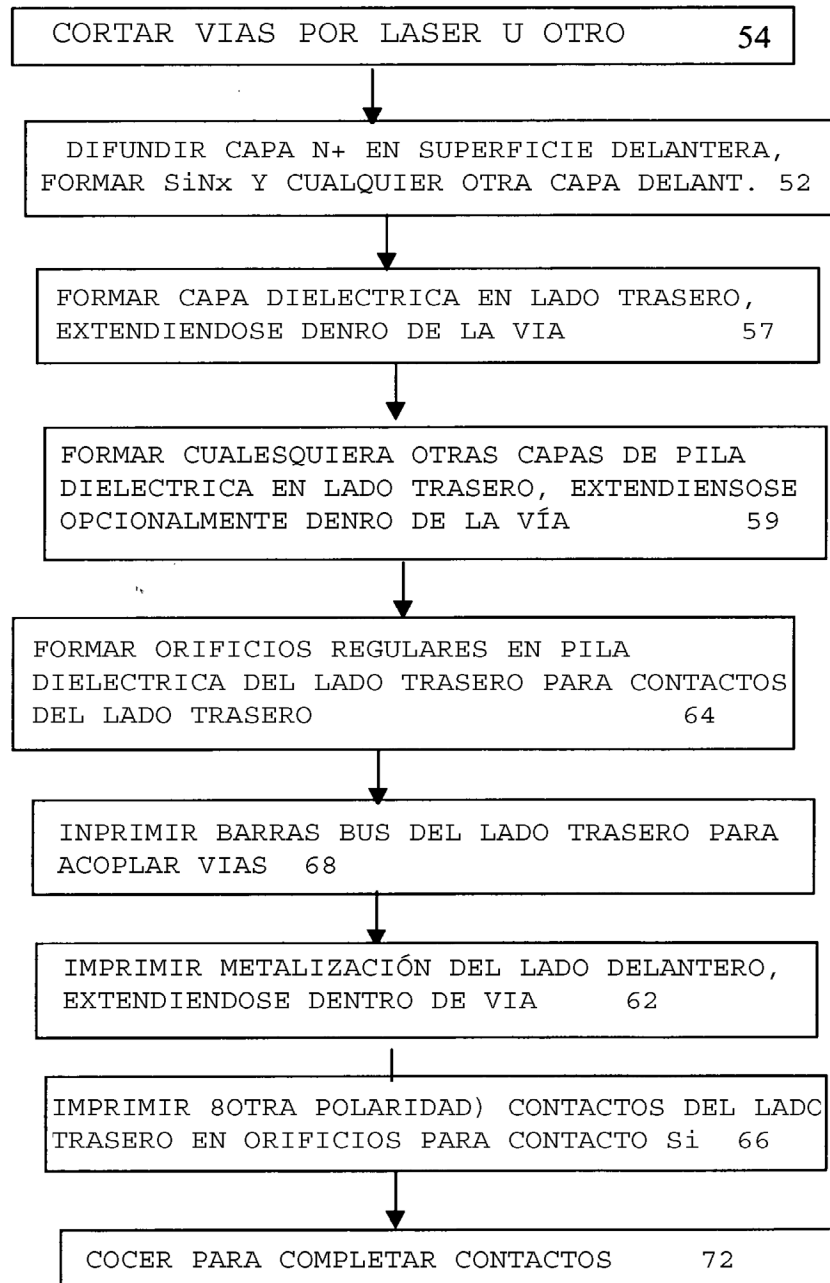 CORTAR VIAS POR LASER U OTRO 54
DIFUNDIR CAPA N+ EN SUPERFICIE DELANTERA,
FORMAR SiNx Y CUALQUIER OTRA CAPA DELANT. 52
FORMAR CAPA DIELECTRICA EN LADO TRASERO,
EXTENDIENDOSE DENRO DE LA VIA 57
FORMAR CUALESQUIERA OTRAS CAPAS DE PILA
DIELECTRICA EN LADO TRASERO, EXTENDIENSOSE
OPCIONALMENTE DENRO DE LA VÍA 59
FORMAR ORIFICIOS REGULARES EN PILA
DIELECTRICA DEL LADO TRASERO PARA CONTACTOS
DEL LADO TRASERO 64
INPRIMIR BARRAS BUS DEL LADO TRASERO PARA
ACOPLAR VIAS 68
IMPRIMIR METALIZACIÓN DEL LADO DELANTERO,
EXTENDIENDOSE DENTRO DE VIA 62
IMPRIMIR 8OTRA POLARIDAD) CONTACTOS DEL LADO
TRASERO EN ORIFICIOS PARA CONTACTO Si 66
COCER PARA COMPLETAR CONTACTOS 72